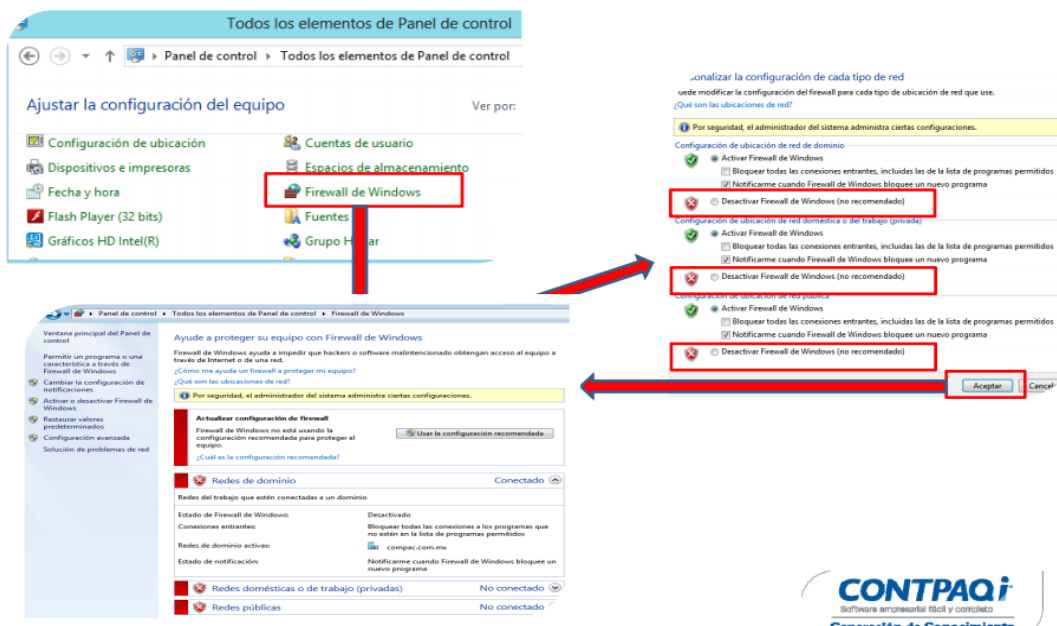 Todos los elementos de Panel de control
Panel de control ▸ Todos los elementos de Panel de control
Ajustar la configuración del equipo
Ver por:
Configuración de ubicación
Cuentas de usuario
Dispositivos e impresoras
Espacios de almacenamiento
Fecha y hora
Firewall de Windows
Flash Player (32 bits)
Fuentes
Gráficos HD Intel(R)
Grupo
onalizar la configuración de cada tipo de red
uede modificar la configuración del firewall para cada tipo de ubicación de red que use.
¿Qué son las ubicaciones de red?
Por seguridad, el administrador del sistema administra ciertas configuraciones.
Configuración de ubicación de red de dominio
Activar Firewall de Windows
Bloquear todas las conexiones entrantes, incluidas las de la lista de programas permitidos
Notificarme cuando Firewall de Windows bloquee un nuevo programa
Desactivar Firewall de Windows (no recomendado)
Configuración de ubicación de red doméstica o del trabajo (privada)
Activar Firewall de Windows
Bloquear todas las conexiones entrantes, incluidas las de la lista de programas permitidos
Notificarme cuando Firewall de Windows bloquee un nuevo programa
Desactivar Firewall de Windows (no recomendado)
Configuración de ubicación de red pública
Activar Firewall de Windows
Bloquear todas las conexiones entrantes, incluidas las de la lista de programas permitidos
Notificarme cuando Firewall de Windows bloquee un nuevo programa
Desactivar Firewall de Windows (no recomendado)
Aceptar
Cancel
Panel de control ▸ Todos los elementos de Panel de control ▸ Firewall de Windows
Ventana principal del Panel de
control
Permitir un programa o una
característica a través de
Firewall de Windows
Cambiar la configuración de
notificaciones
Activar o desactivar Firewall de
Windows
Restaurar valores
predeterminados
Configuración avanzada
Solución de problemas de red
Ayude a proteger su equipo con Firewall de Windows
Firewall de Windows ayuda a impedir que hackers o software malintencionado obtengan acceso al equipo a
través de Internet o de una red.
¿Cómo me ayuda un firewall a proteger mi equipo?
¿Qué son las ubicaciones de red?
Por seguridad, el administrador del sistema administra ciertas configuraciones.
Actualizar configuración de firewall
Firewall de Windows no está usando la
configuración recomendada para proteger el
equipo.
Usar la configuración recomendada
¿Cuál es la configuración recomendada?
Redes de dominio
Conectado
Redes del trabajo que estén conectadas a un dominio
Estado de Firewall de Windows:
Desactivado
Conexiones entrantes:
Bloquear todas las conexiones a los programas que
no estén en la lista de programas permitidos
Redes de dominio activas:
compac.com.mx
Estado de notificación:
Notificarme cuando Firewall de Windows bloquee un
nuevo programa
Redes domésticas o de trabajo (privadas)
No conectado
Redes públicas
No conectado
CONTPAQi
Software empresarial fácil y completo
Generación de Conocimiento